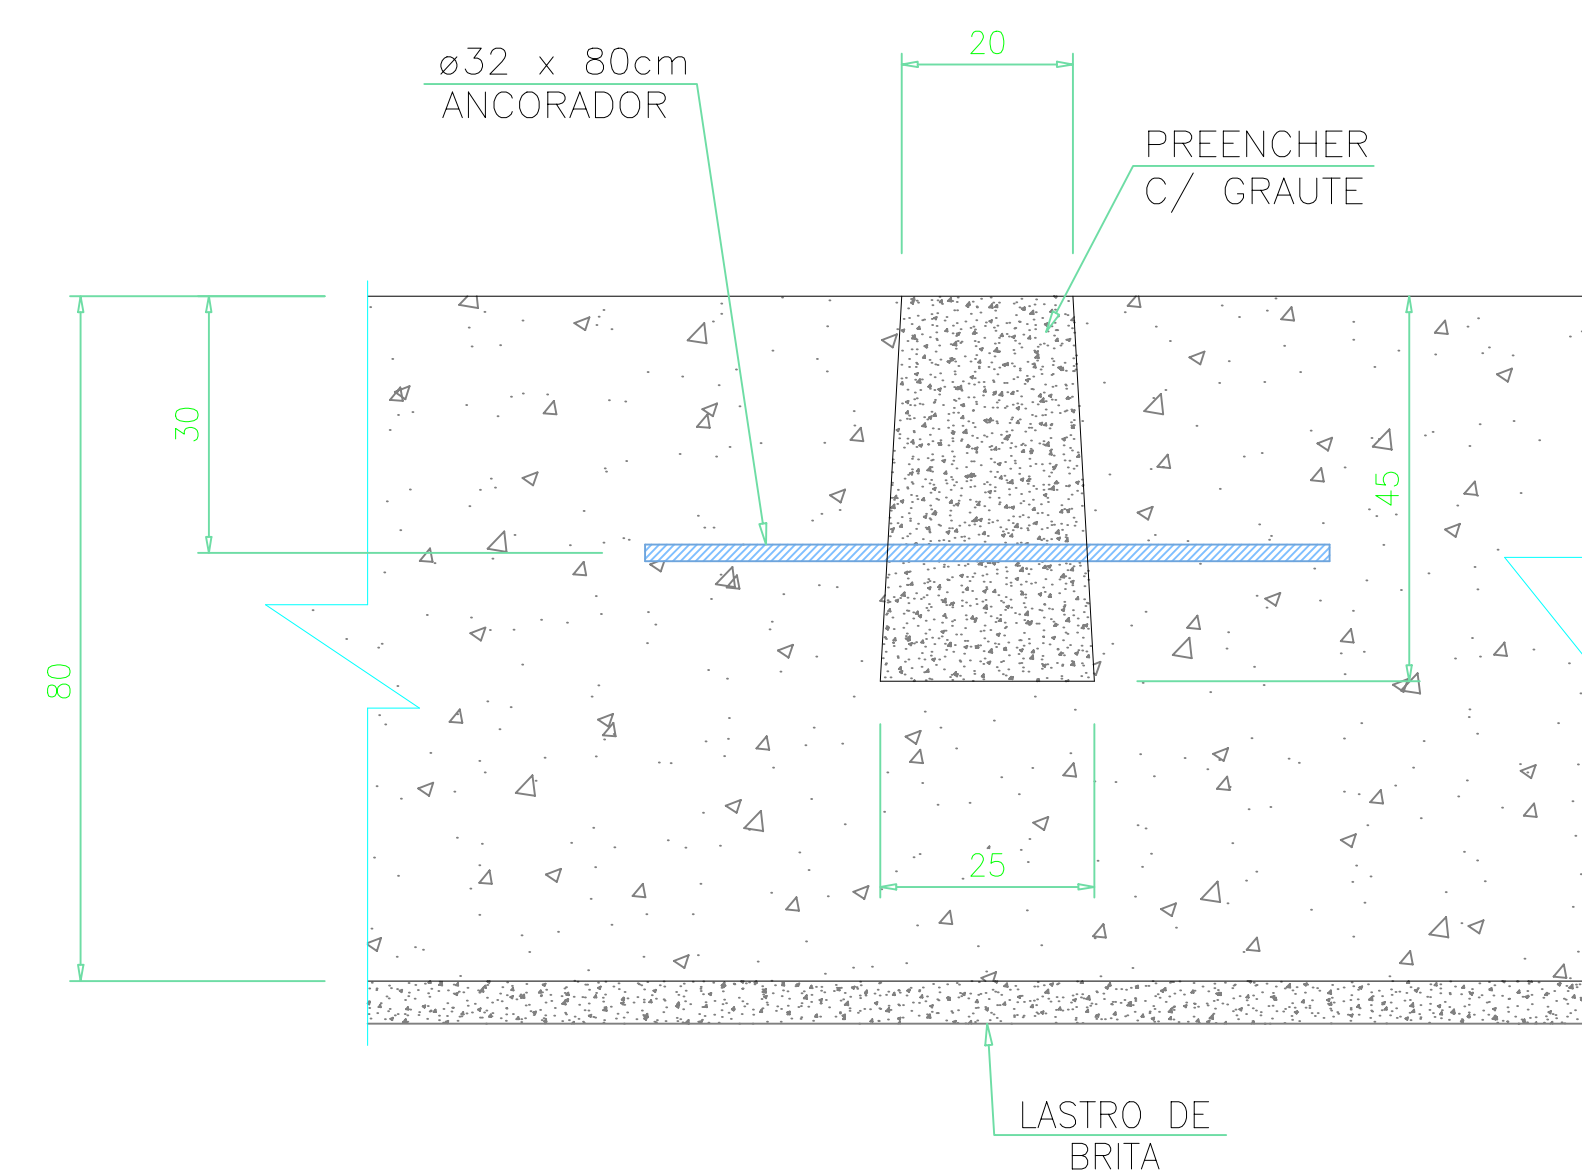 20
ø32 x 80cm
ANCORADOR
PREENCHER
C/ GRAUTE
30
45
80
25
LASTRO DE
BRITA